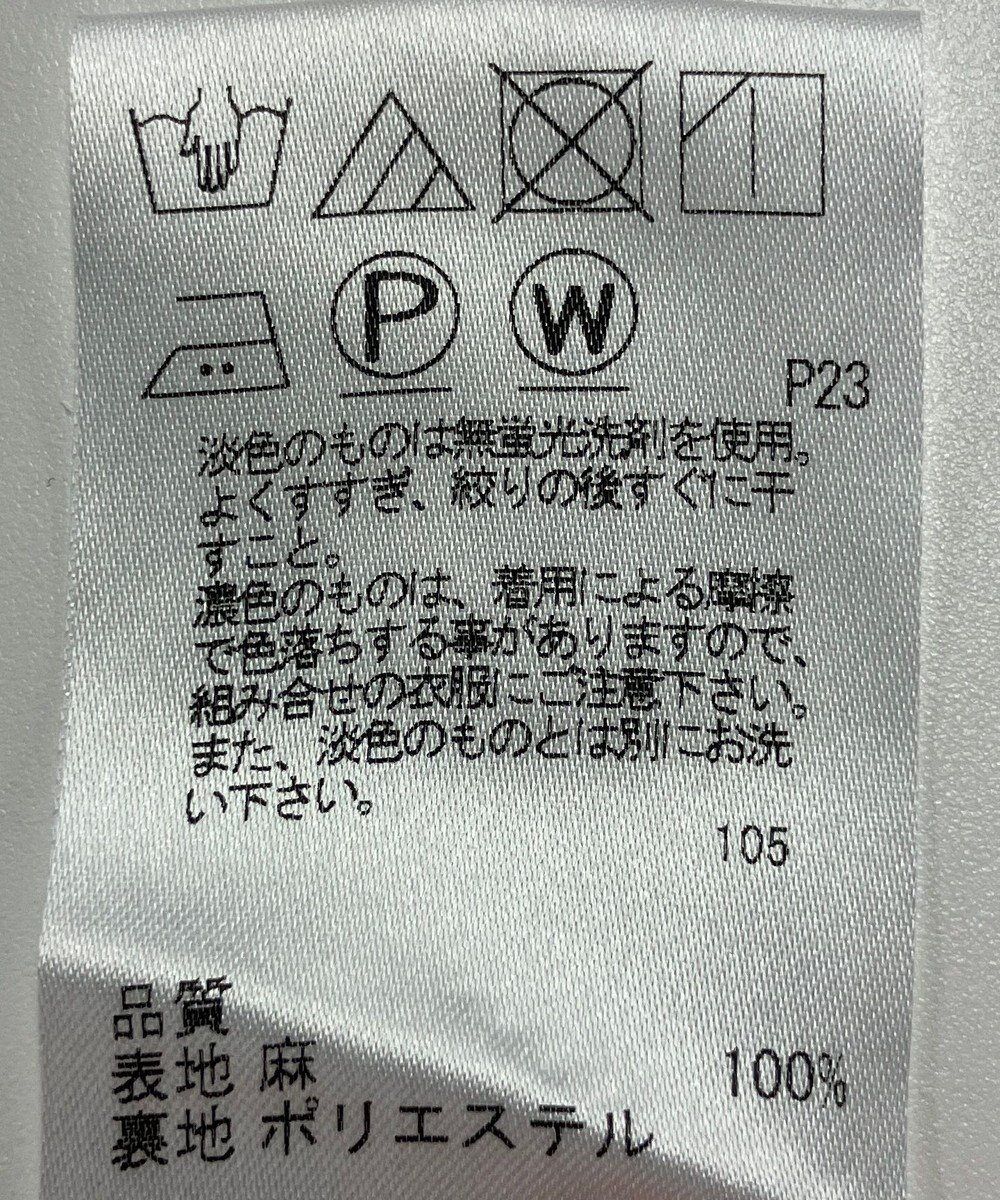 P
W
P23
淡色のものは無蛍光洗剤を使用。
よくすすぎ、絞りの後すぐに干
すこと。
濃色のものは、着用による摩擦
で色落ちする事がありますので、
組み合せの衣服にご注意下さい。
また、淡色のものとは別にお洗
い下さい。
105
品質
表地 麻 100%
裏地 ポリエステル